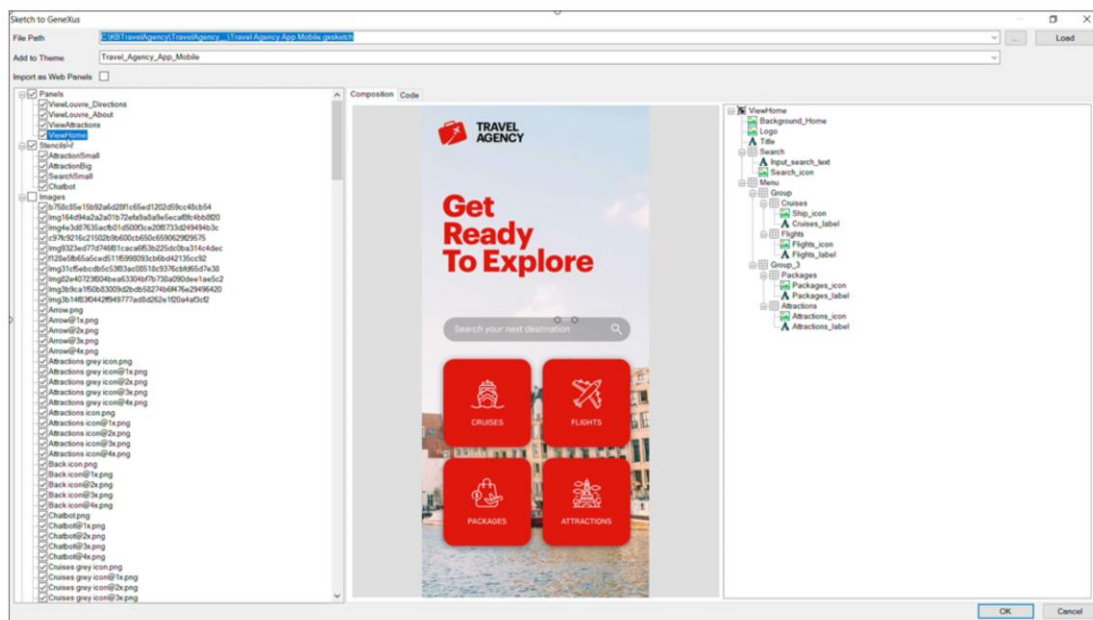 Sketch to GeneXus
File Path
C:\KBTravelAgency\TravelAgency...\Travel Agency App Mobile.gxsketch
...
Load
Add to Theme
Travel_Agency_App_Mobile
Import as Web Panels
Panels
ViewLouvre_Directions
ViewLouvre_About
ViewAttractions
ViewHome
Stencils
AttractionSmall
AttractionBig
SearchSmall
Chatbot
Images
Arrow.png
Arrow@1x.png
Arrow@2x.png
Arrow@3x.png
Arrow@4x.png
Attractions grey icon.png
Attractions grey icon@1x.png
Attractions grey icon@2x.png
Attractions grey icon@3x.png
Attractions grey icon@4x.png
Attractions icon.png
Attractions icon@1x.png
Attractions icon@2x.png
Attractions icon@3x.png
Attractions icon@4x.png
Back icon.png
Back icon@1x.png
Back icon@2x.png
Back icon@3x.png
Back icon@4x.png
Chatbot.png
Chatbot@1x.png
Chatbot@2x.png
Chatbot@3x.png
Chatbot@4x.png
Cruises grey icon.png
Cruises grey icon@1x.png
Cruises grey icon@2x.png
Cruises grey icon@3x.png
Composition Code
TRAVEL
AGENCY
Get
Ready
To Explore
Search your next destination
CRUISES
FLIGHTS
PACKAGES
ATTRACTIONS
ViewHome
Background_Home
Logo
Title
Search
Input_search_text
Search_icon
Menu
Group
Cruises
Ship_icon
Cruises_label
Flights
Flights_icon
Flights_label
Group_3
Packages
Packages_icon
Packages_label
Attractions
Attractions_icon
Attractions_label
OK
Cancel